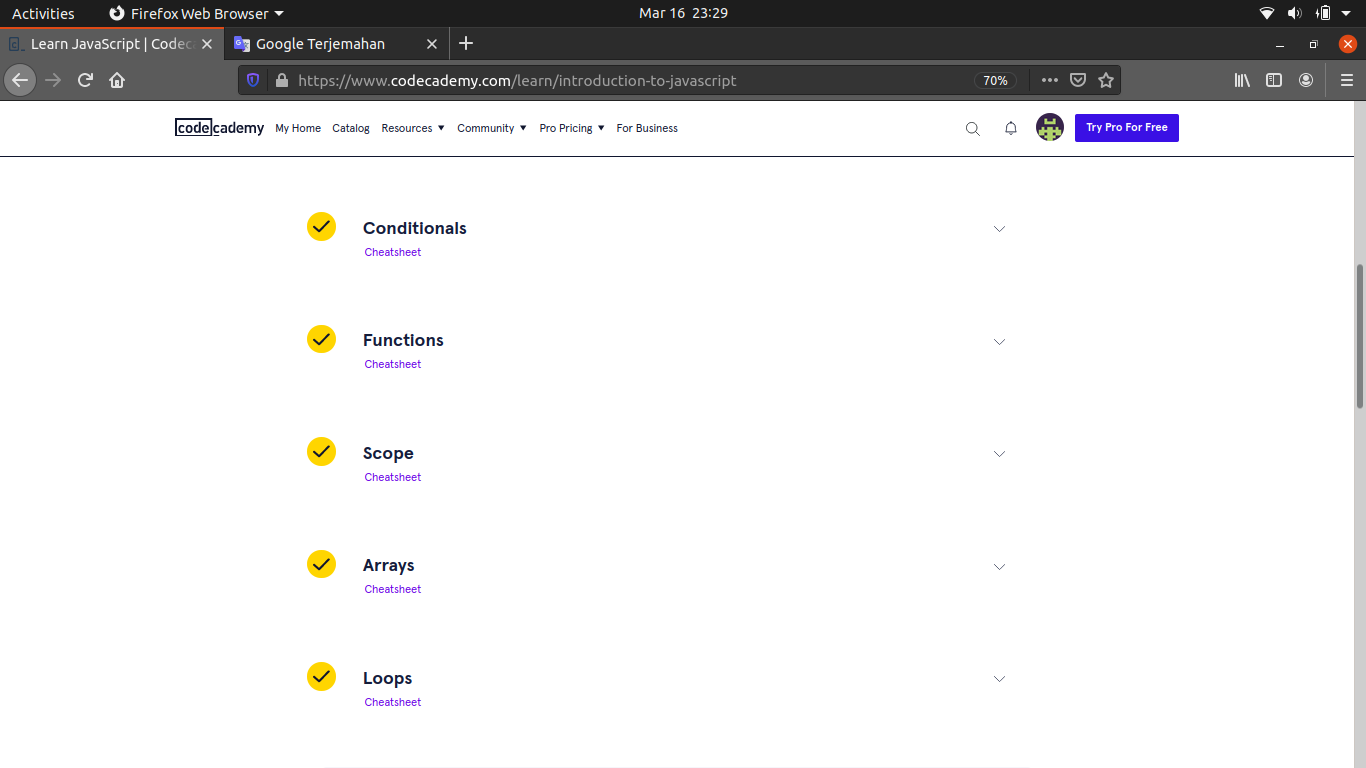 Activities Firefox Web Browser Mar 16 23:29
Learn JavaScript | Codec Google Terjemahan
https://www.codecademy.com/learn/introduction-to-javascript 70%
codecademy My Home Catalog Resources Community Pro Pricing For Business Try Pro For Free
Conditionals
Cheatsheet
Functions
Cheatsheet
Scope
Cheatsheet
Arrays
Cheatsheet
Loops
Cheatsheet